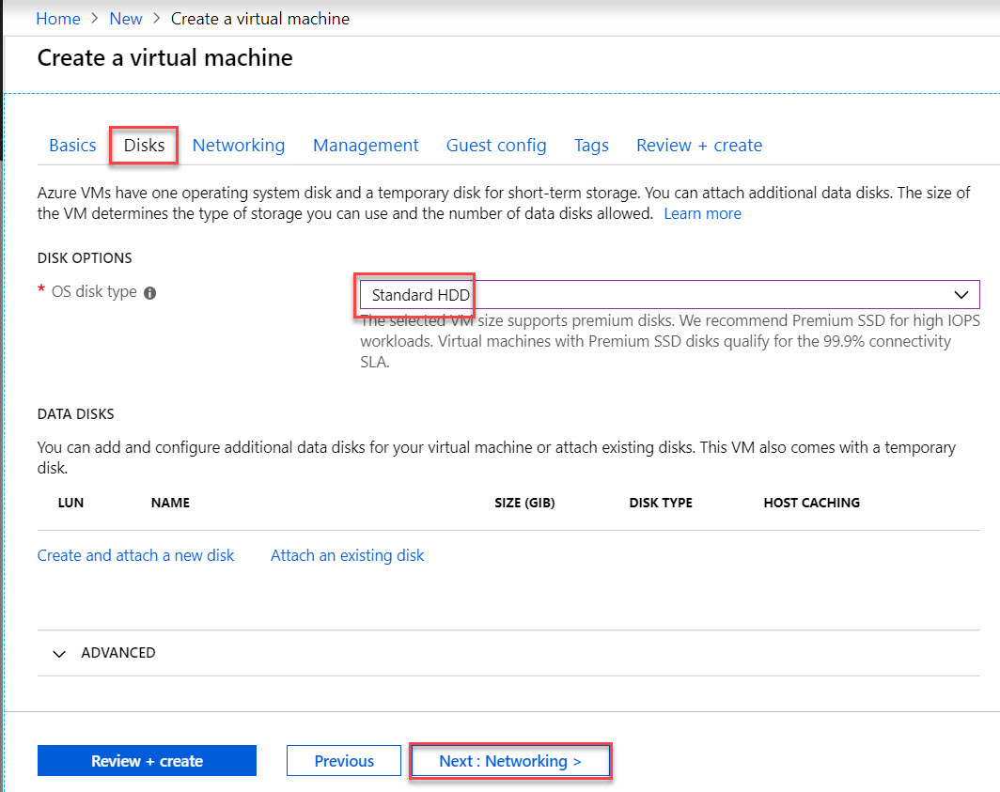 Home > New > Create a virtual machine
Create a virtual machine
Basics Disks Networking Management Guest config Tags Review + create
Azure VMs have one operating system disk and a temporary disk for short-term storage. You can attach additional data disks. The size of
the VM determines the type of storage you can use and the number of data disks allowed. Learn more
DISK OPTIONS
* OS disk type
Standard HDD
The selected VM size supports premium disks. We recommend Premium SSD for high IOPS
workloads. Virtual machines with Premium SSD disks qualify for the 99.9% connectivity
SLA.
DATA DISKS
You can add and configure additional data disks for your virtual machine or attach existing disks. This VM also comes with a temporary
disk.
LUN NAME SIZE (GIB) DISK TYPE HOST CACHING
Create and attach a new disk Attach an existing disk
ADVANCED
Review + create Previous Next : Networking >